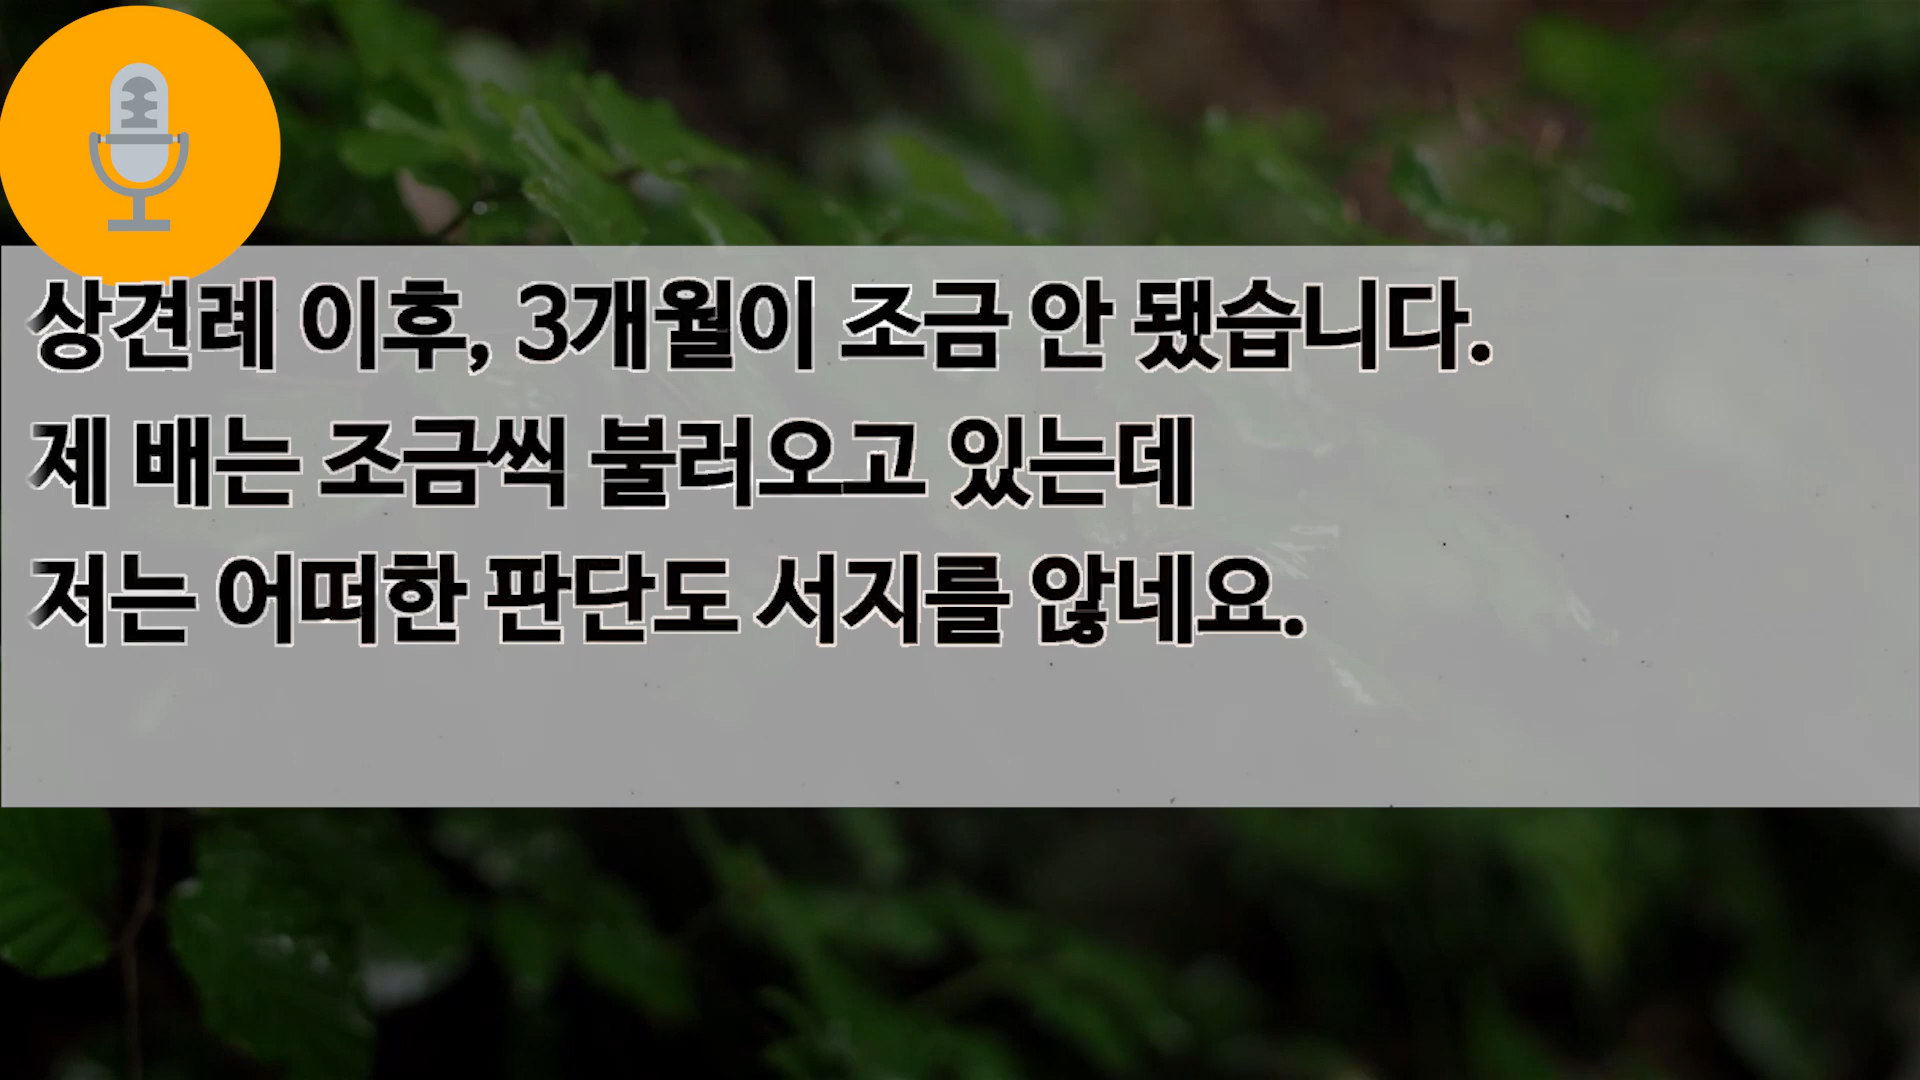 상견례 이후, 3개월이 조금 안 됐습니다.
제 배는 조금씩 불러오고 있는데
저는 어떠한 판단도 서지를 않네요.